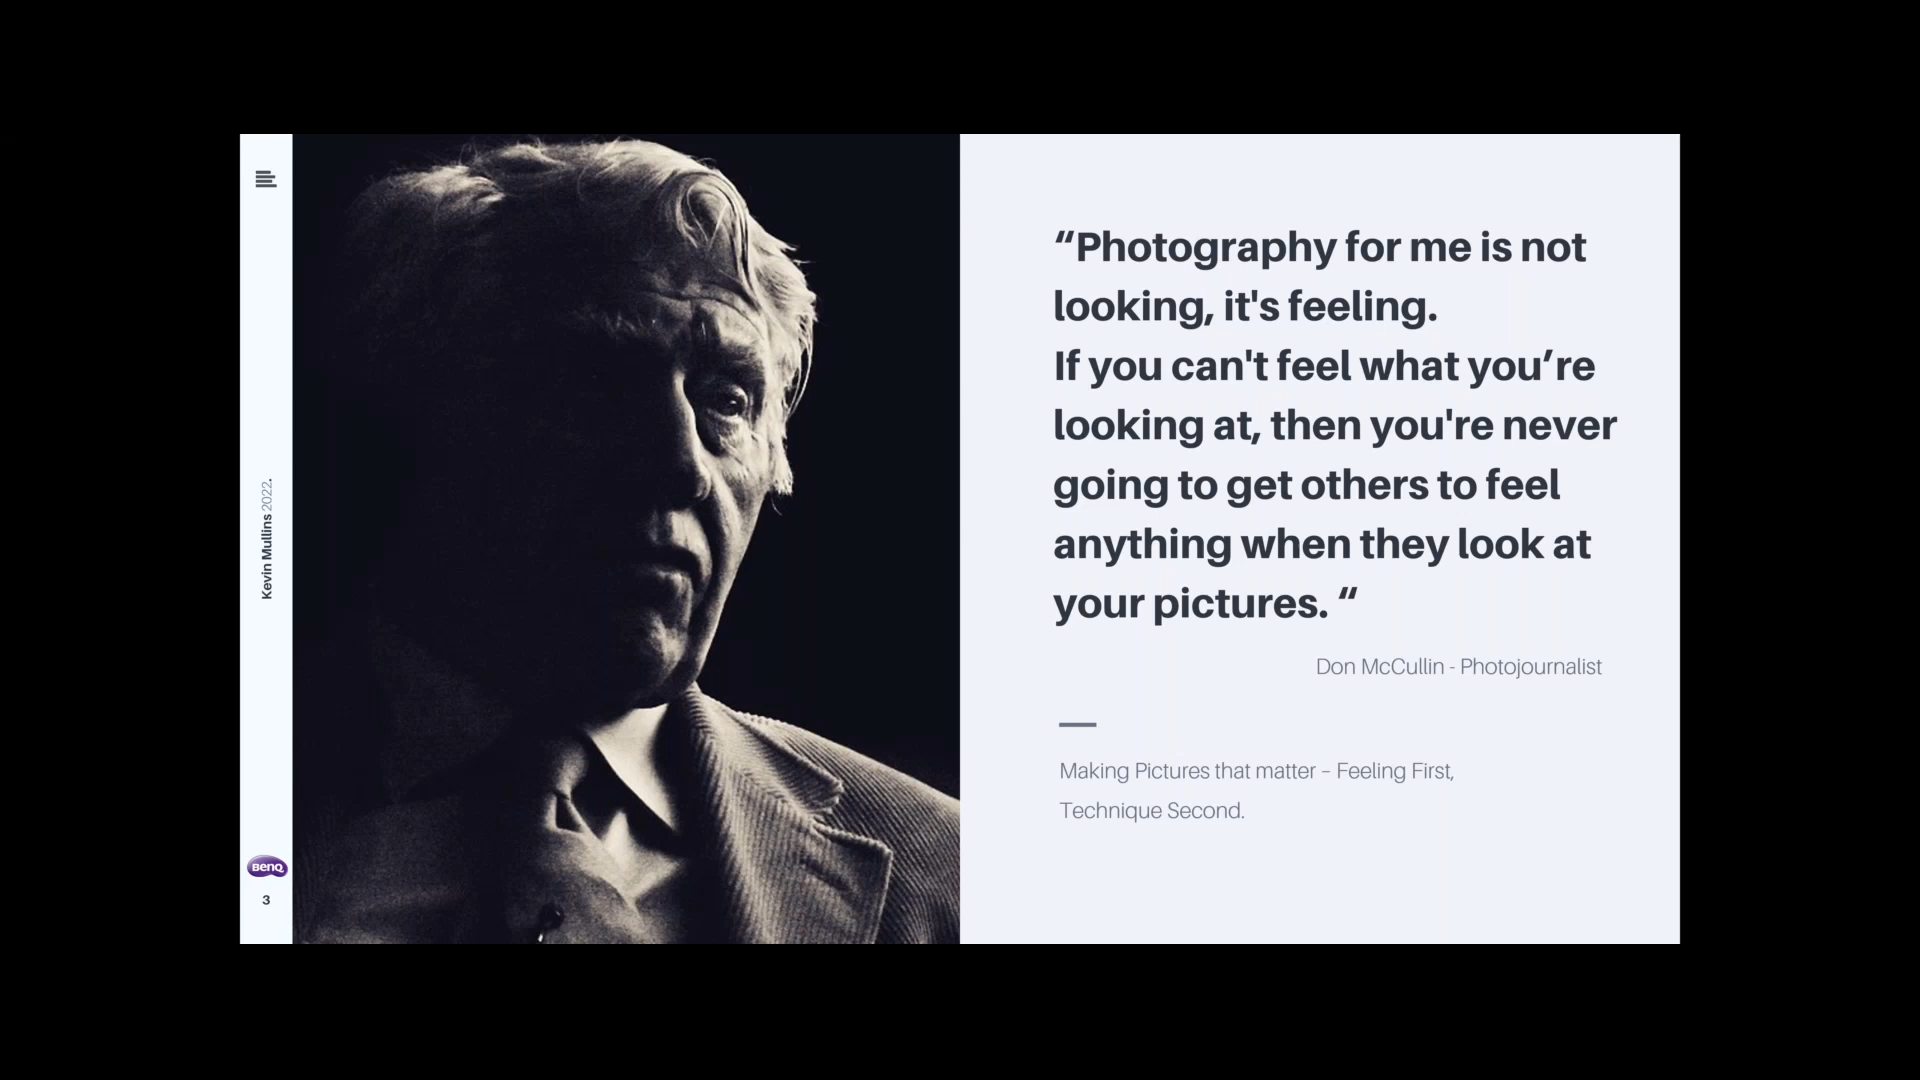 Kevin Mullins 2022.
BenQ
3
“Photography for me is not
looking, it's feeling.
If you can't feel what you’re
looking at, then you're never
going to get others to feel
anything when they look at
your pictures. “
Don McCullin - Photojournalist
Making Pictures that matter – Feeling First,
Technique Second.